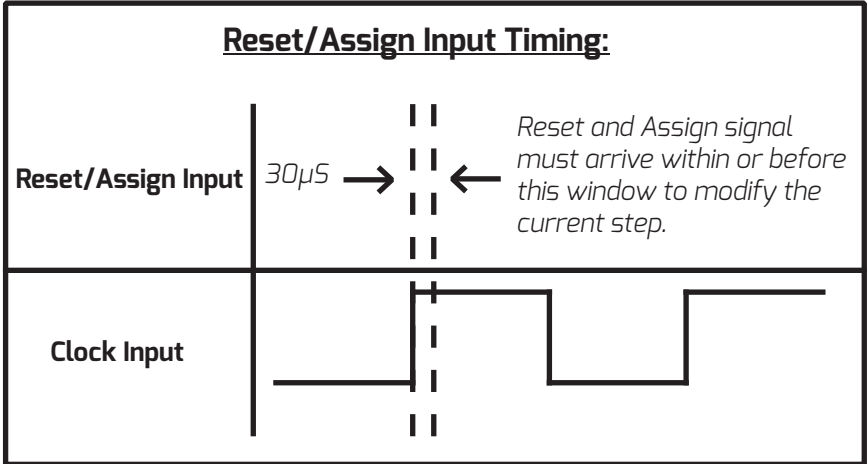 Reset/Assign Input Timing:
Reset/Assign Input
30µS
Reset and Assign signal
must arrive within or before
this window to modify the
current step.
Clock Input